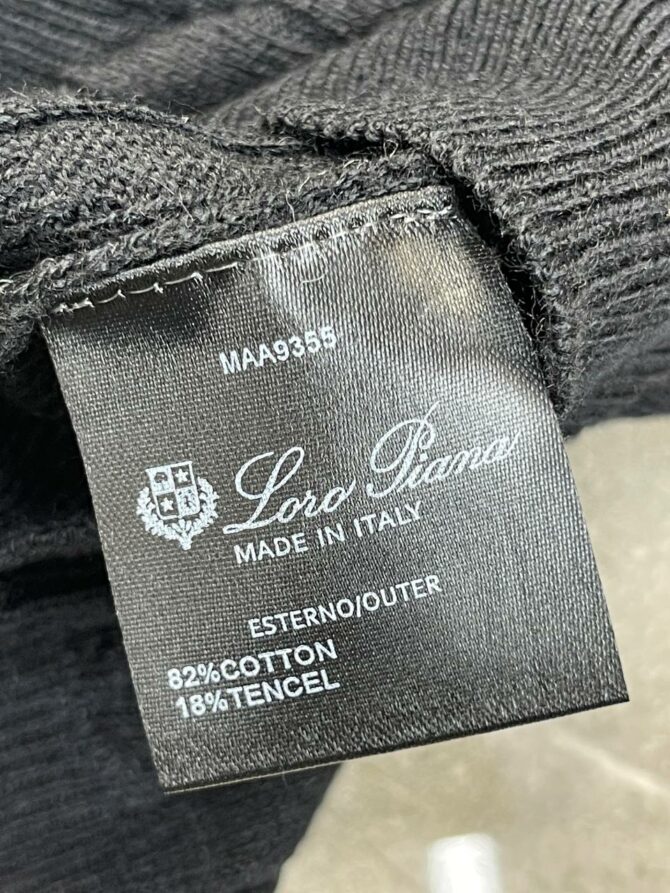 MAA9355
Loro Piana
MADE IN ITALY
ESTERNO/OUTER
82%COTTON
18%TENCEL